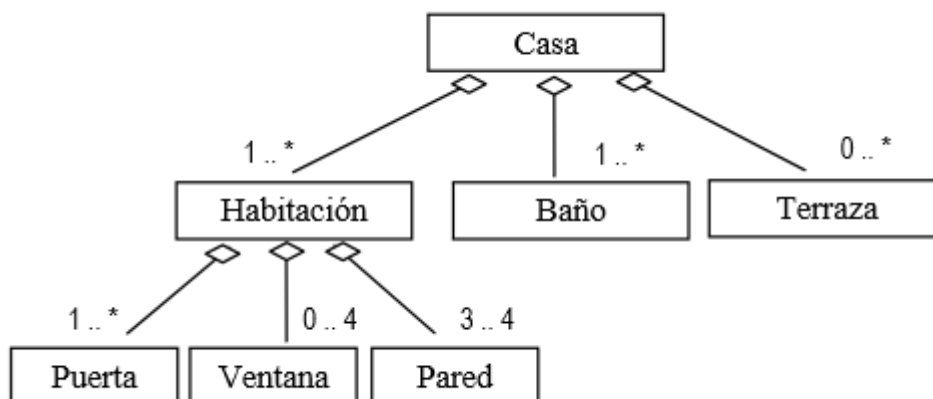 Casa
1 .. *
1 .. *
0 .. *
Habitación
Baño
Terraza
1 .. *
0 .. 4
3 .. 4
Puerta
Ventana
Pared